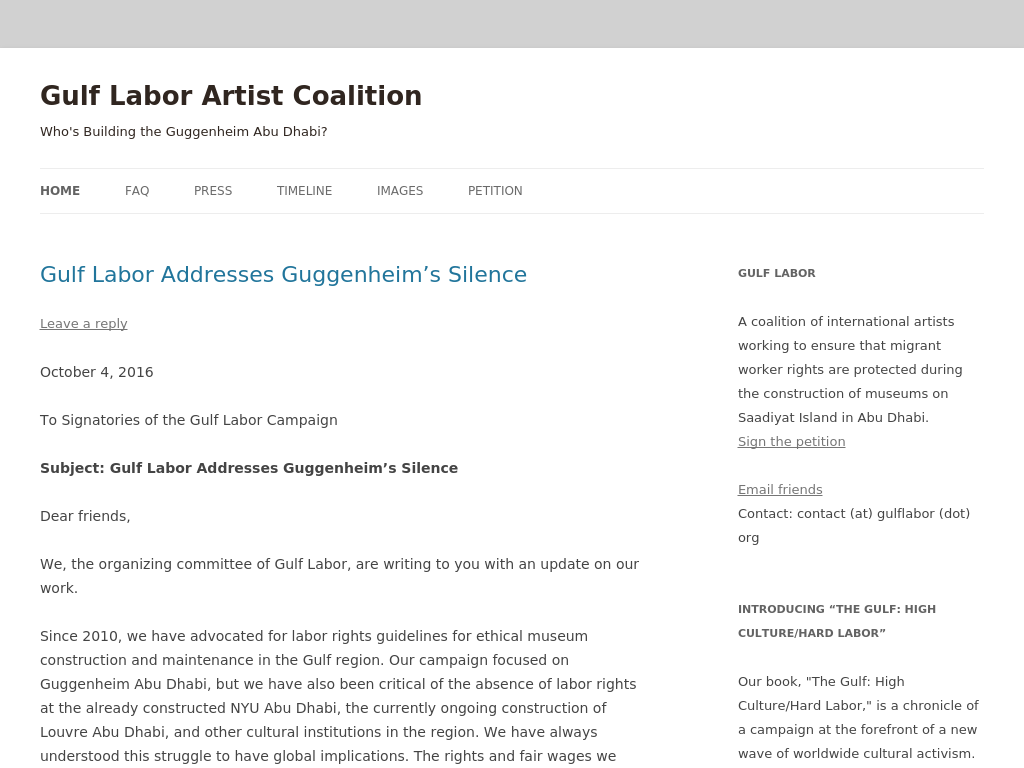 Gulf Labor Artist Coalition
Who's Building the Guggenheim Abu Dhabi?
HOME FAQ PRESS TIMELINE IMAGES PETITION
Gulf Labor Addresses Guggenheim’s Silence
Leave a reply
October 4, 2016
To Signatories of the Gulf Labor Campaign
Subject: Gulf Labor Addresses Guggenheim’s Silence
Dear friends,
We, the organizing committee of Gulf Labor, are writing to you with an update on our
work.
Since 2010, we have advocated for labor rights guidelines for ethical museum
construction and maintenance in the Gulf region. Our campaign focused on
Guggenheim Abu Dhabi, but we have also been critical of the absence of labor rights
at the already constructed NYU Abu Dhabi, the currently ongoing construction of
Louvre Abu Dhabi, and other cultural institutions in the region. We have always
understood this struggle to have global implications. The rights and fair wages we
GULF LABOR
A coalition of international artists
working to ensure that migrant
worker rights are protected during
the construction of museums on
Saadiyat Island in Abu Dhabi.
Sign the petition
Email friends
Contact: contact (at) gulflabor (dot)
org
INTRODUCING “THE GULF: HIGH
CULTURE/HARD LABOR”
Our book, "The Gulf: High
Culture/Hard Labor," is a chronicle of
a campaign at the forefront of a new
wave of worldwide cultural activism.